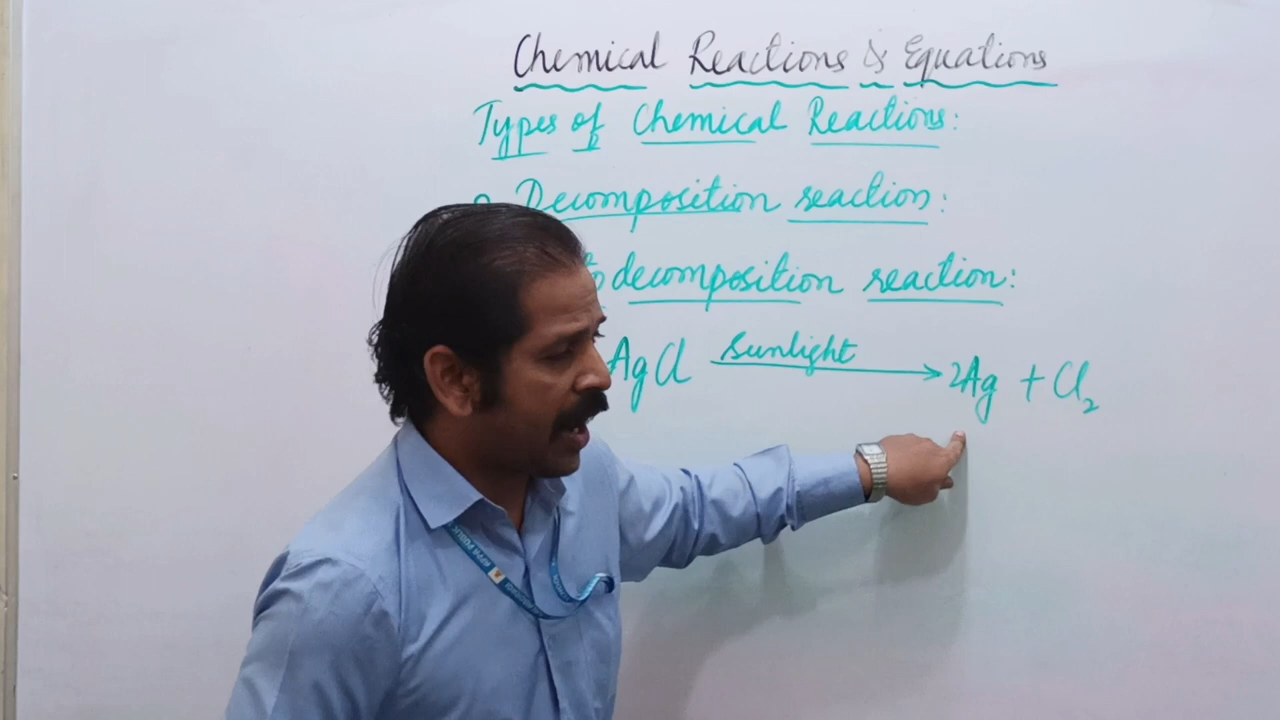 Chemical Reactions & Equations
Types of Chemical Reactions:
Decomposition reaction:
decomposition reaction:
AgCl Sunlight → 2Ag + Cl₂